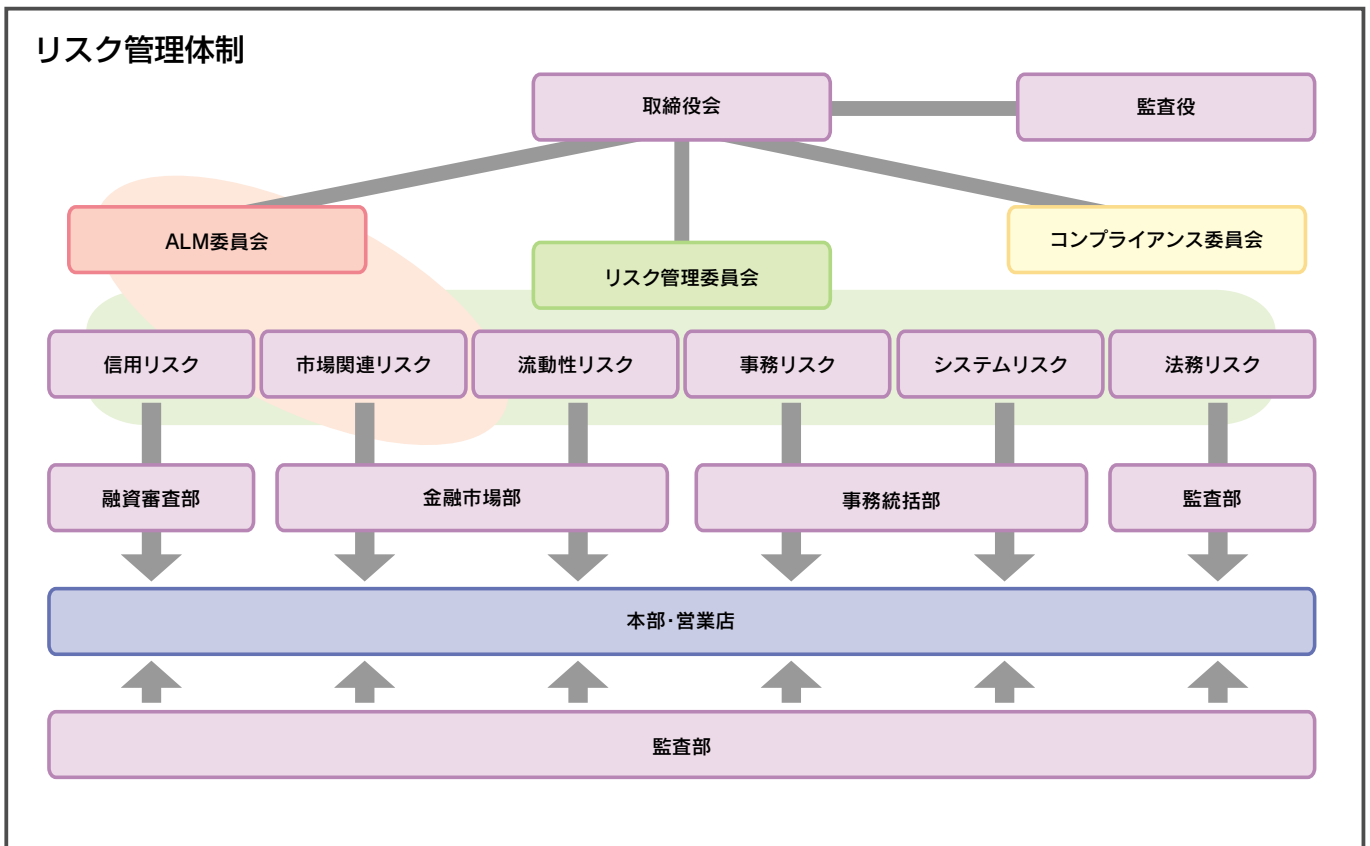 リスク管理体制
取締役会
監査役
ALM委員会
リスク管理委員会
コンプライアンス委員会
信用リスク
市場関連リスク
流動性リスク
事務リスク
システムリスク
法務リスク
融資審査部
金融市場部
事務統括部
監査部
本部・営業店
監査部